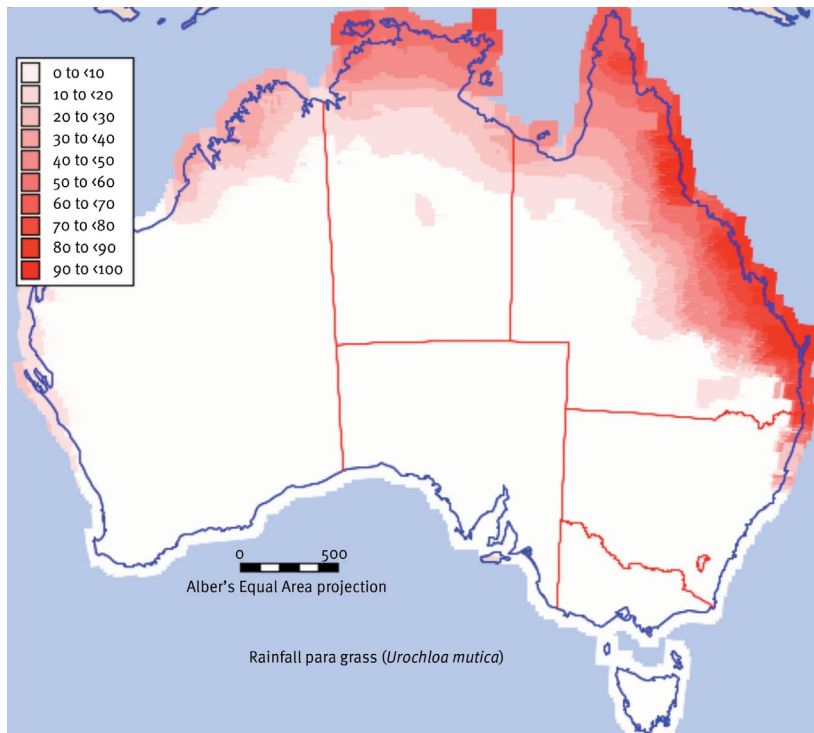 0 to <10
10 to <20
20 to <30
30 to <40
40 to <50
50 to <60
60 to <70
70 to <80
80 to <90
90 to <100
0 500
Alber's Equal Area projection
Rainfall para grass (Urochloa mutica)